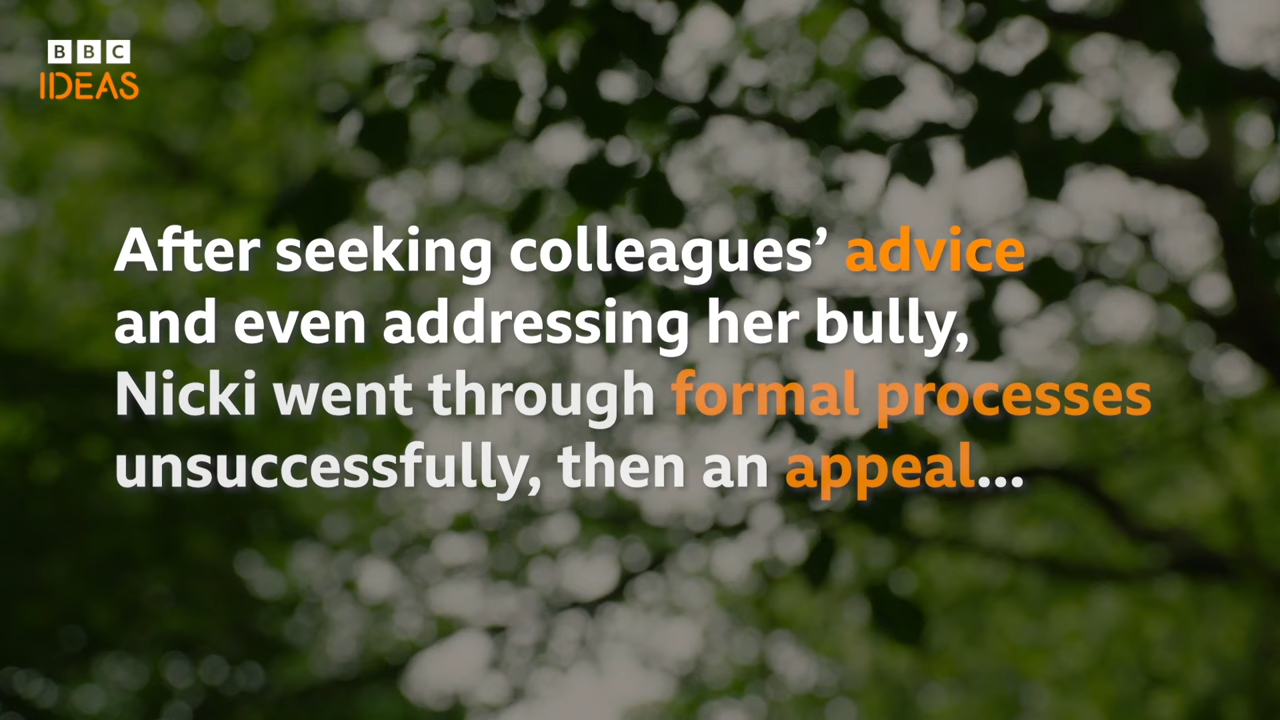 BBC
IDEAS
After seeking colleagues’ advice
and even addressing her bully,
Nicki went through formal processes
unsuccessfully, then an appeal...